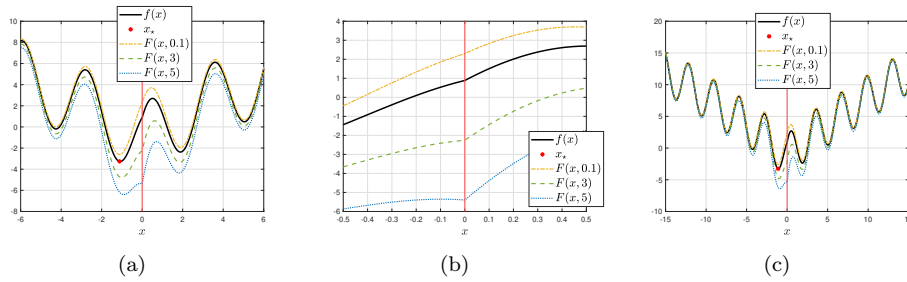 10
8
6
4
2
0
-2
-4
-6
-8
-6
-4
-2
0
2
4
6
x
f(x)
x⋆
F(x, 0.1)
F(x, 3)
F(x, 5)
(a)
4
3
2
1
0
-1
-2
-3
-4
-5
-6
-0.5
-0.4
-0.3
-0.2
-0.1
0
0.1
0.2
0.3
0.4
0.5
x
f(x)
x⋆
F(x, 0.1)
F(x, 3)
F(x, 5)
(b)
20
15
10
5
0
-5
-10
-15
-10
-5
0
5
10
15
x
f(x)
x⋆
F(x, 0.1)
F(x, 3)
F(x, 5)
(c)